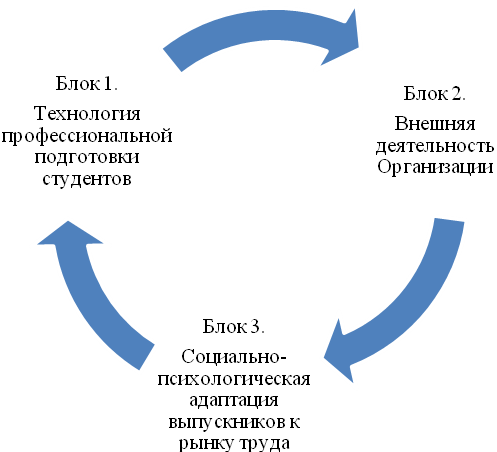 Блок 1.
Технология
профессиональной
подготовки
студентов
Блок 2.
Внешняя
деятельность
Организации
Блок 3.
Социально-
психологическая
адаптация
выпускников к
рынку труда